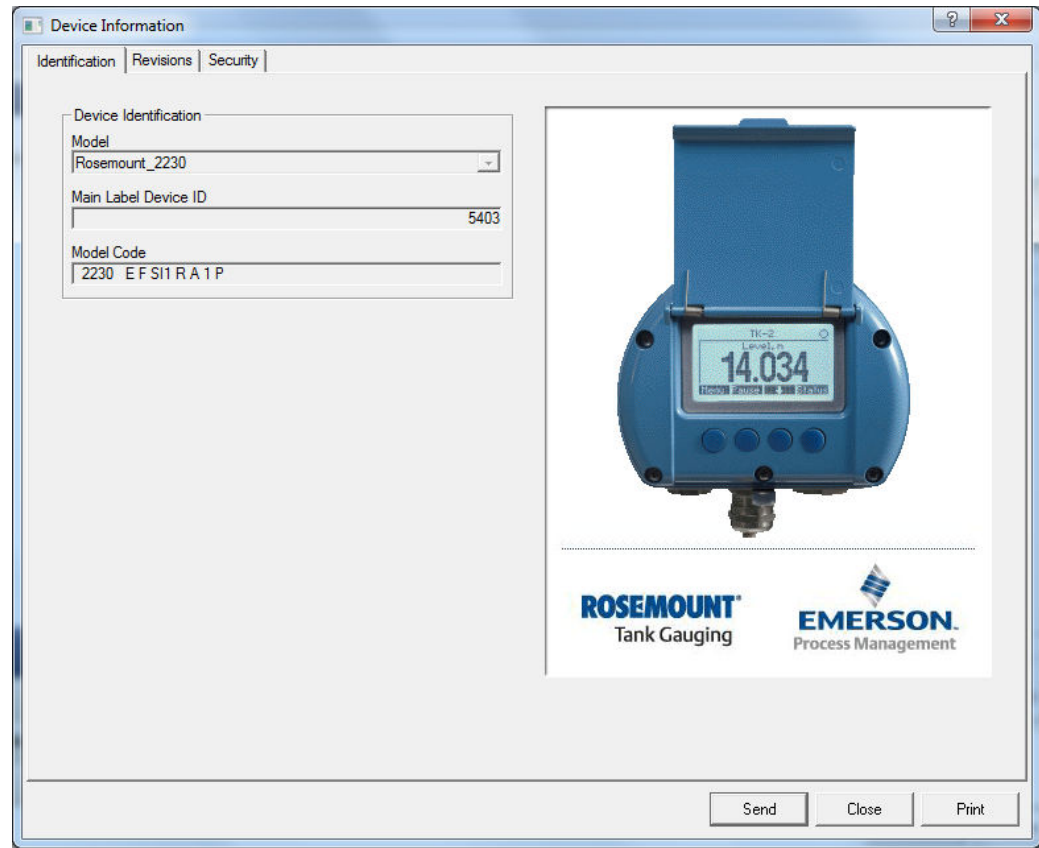 Device Information
Identification Revisions Security
Device Identification
Model
Rosemount_2230
Main Label Device ID
5403
Model Code
2230 E F SI1 R A 1 P
TK-2
Level, m
14.034
Menu Pause Status
ROSEMOUNT®
Tank Gauging
EMERSON™
Process Management
Send Close Print